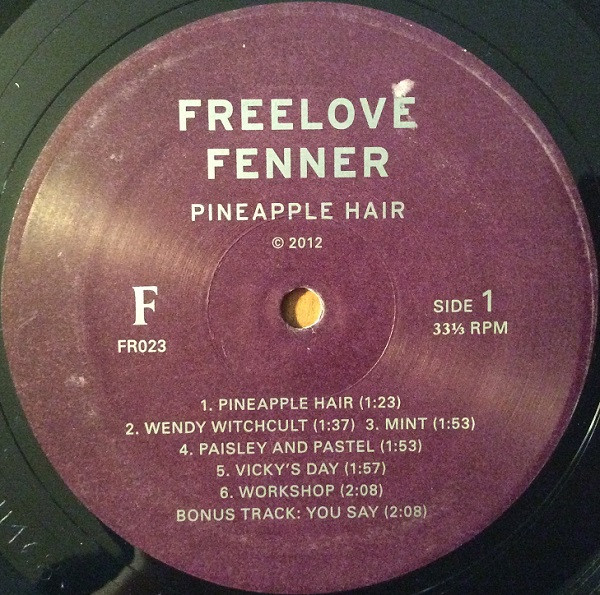 FREELOVE
FENNER
PINEAPPLE HAIR
© 2012
F
FR023
SIDE 1
33⅓ RPM
1. PINEAPPLE HAIR (1:23)
2. WENDY WITCHCULT (1:37) 3. MINT (1:53)
4. PAISLEY AND PASTEL (1:53)
5. VICKY'S DAY (1:57)
6. WORKSHOP (2:08)
BONUS TRACK: YOU SAY (2:08)